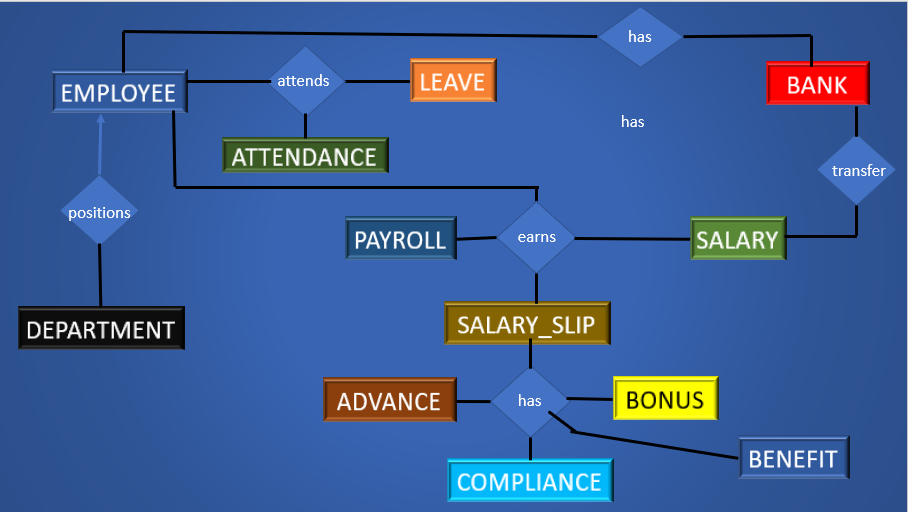 has
EMPLOYEE
attends
LEAVE
BANK
has
ATTENDANCE
transfer
positions
PAYROLL
earns
SALARY
DEPARTMENT
SALARY_SLIP
ADVANCE
has
BONUS
BENEFIT
COMPLIANCE